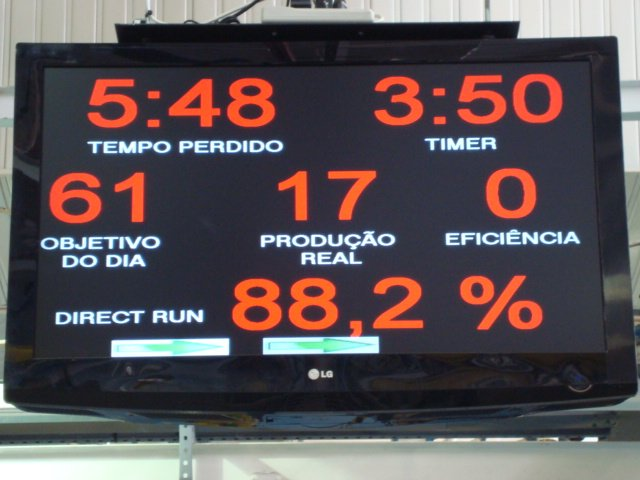 5:48 3:50
TEMPO PERDIDO TIMER
61 17 0
OBJETIVO DO DIA PRODUÇÃO REAL EFICIÊNCIA
DIRECT RUN 88,2 %
LG